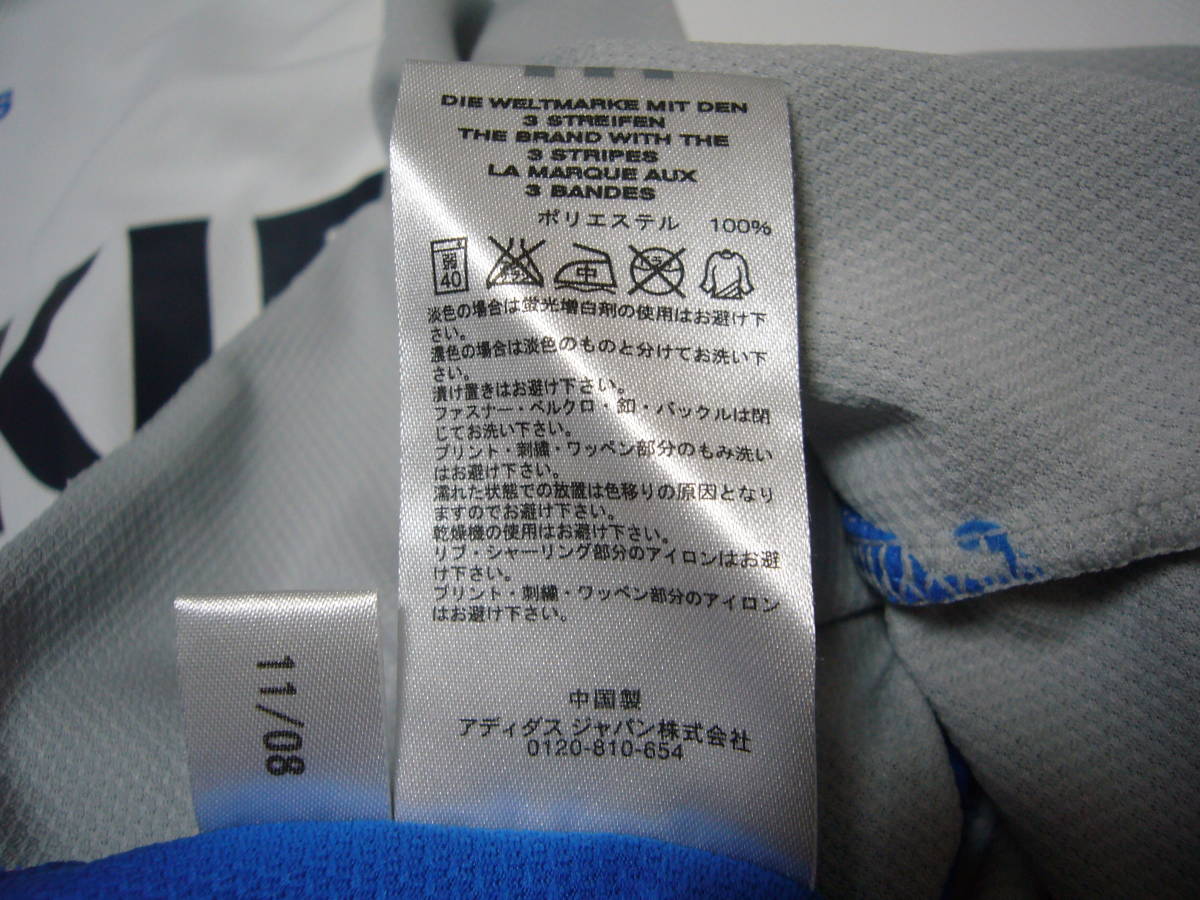 DIE WELTMARKE MIT DEN
3 STREIFEN
THE BRAND WITH THE
3 STRIPES
LA MARQUE AUX
3 BANDES
ポリエステル 100%
弱
40
中
淡色の場合は蛍光増白剤の使用はお避け下
さい。
濃色の場合は淡色のものと分けてお洗い下
さい。
漬け置きはお避け下さい。
ファスナー・ベルクロ・釦・バックルは閉
じてお洗い下さい。
プリント・刺繍・ワッペン部分のもみ洗い
はお避け下さい。
濡れた状態での放置は色移りの原因となり
ますのでお避け下さい。
乾燥機の使用はお避け下さい。
リブ・シャーリング部分のアイロンはお避
け下さい。
プリント・刺繍・ワッペン部分のアイロン
はお避け下さい。
中国製
アディダス ジャパン株式会社
0120-810-654
11/08